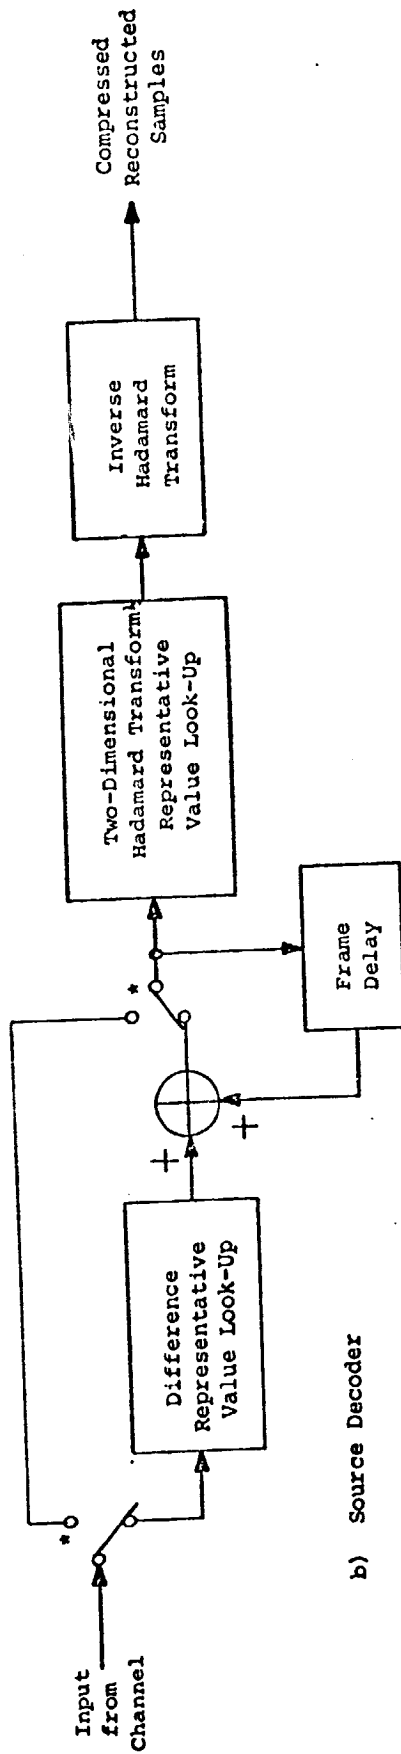 Input
from
Channel
*
Difference
Representative
Value Look-Up
+
+
*
Frame
Delay
Two-Dimensional
Hadamard Transform
Representative
Value Look-Up
Inverse
Hadamard
Transform
Compressed
Reconstructed
Samples
b) Source Decoder